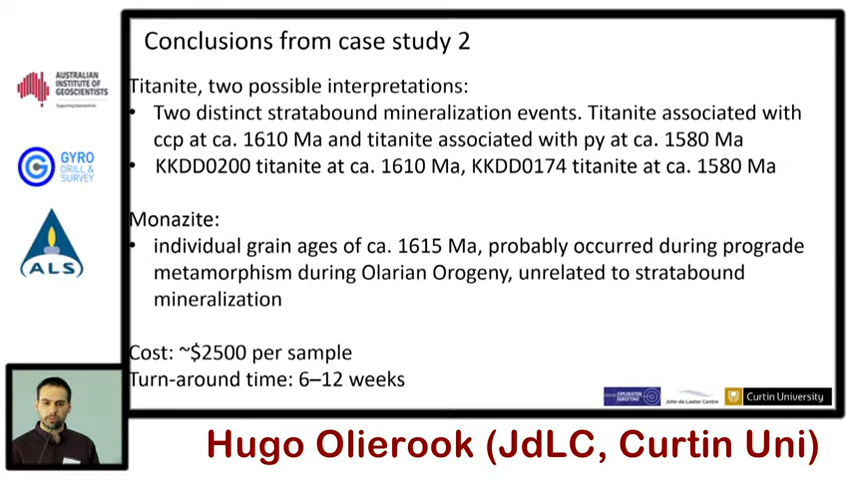 Conclusions from case study 2
AUSTRALIAN
INSTITUTE OF
GEOSCIENTISTS
Supporting Geoscientists
GYRO
DRILL &
SURVEY
ALS
Titanite, two possible interpretations:
• Two distinct stratabound mineralization events. Titanite associated with
ccp at ca. 1610 Ma and titanite associated with py at ca. 1580 Ma
• KKDD0200 titanite at ca. 1610 Ma, KKDD0174 titanite at ca. 1580 Ma
Monazite:
• individual grain ages of ca. 1615 Ma, probably occurred during prograde
metamorphism during Olarian Orogeny, unrelated to stratabound
mineralization
Cost: ~$2500 per sample
Turn-around time: 6–12 weeks
EXPLORATION
TARGETING
John de Laeter Centre
Curtin University
Hugo Olierook (JdLC, Curtin Uni)